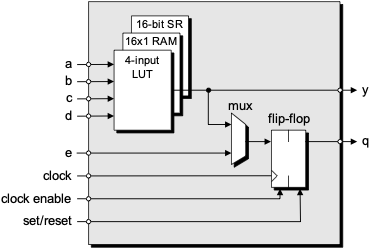 16-bit SR
16x1 RAM
4-input
LUT
a
b
c
d
y
mux
flip-flop
e
q
clock
clock enable
set/reset